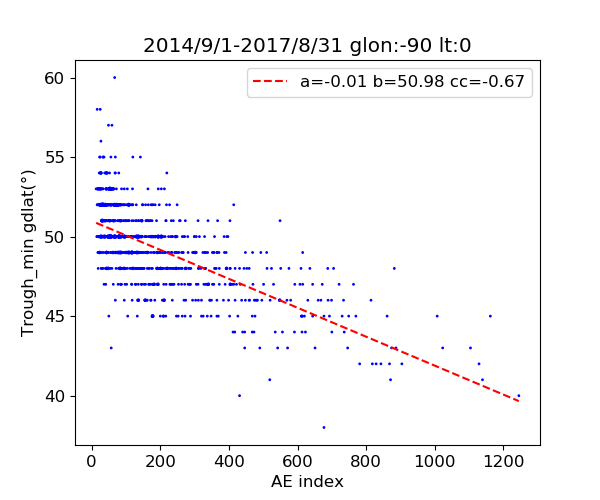 2014/9/1-2017/8/31 glon:-90 lt:0
a=-0.01 b=50.98 cc=-0.67
Trough_min gdlat(°)
60
55
50
45
40
0 200 400 600 800 1000 1200
AE index